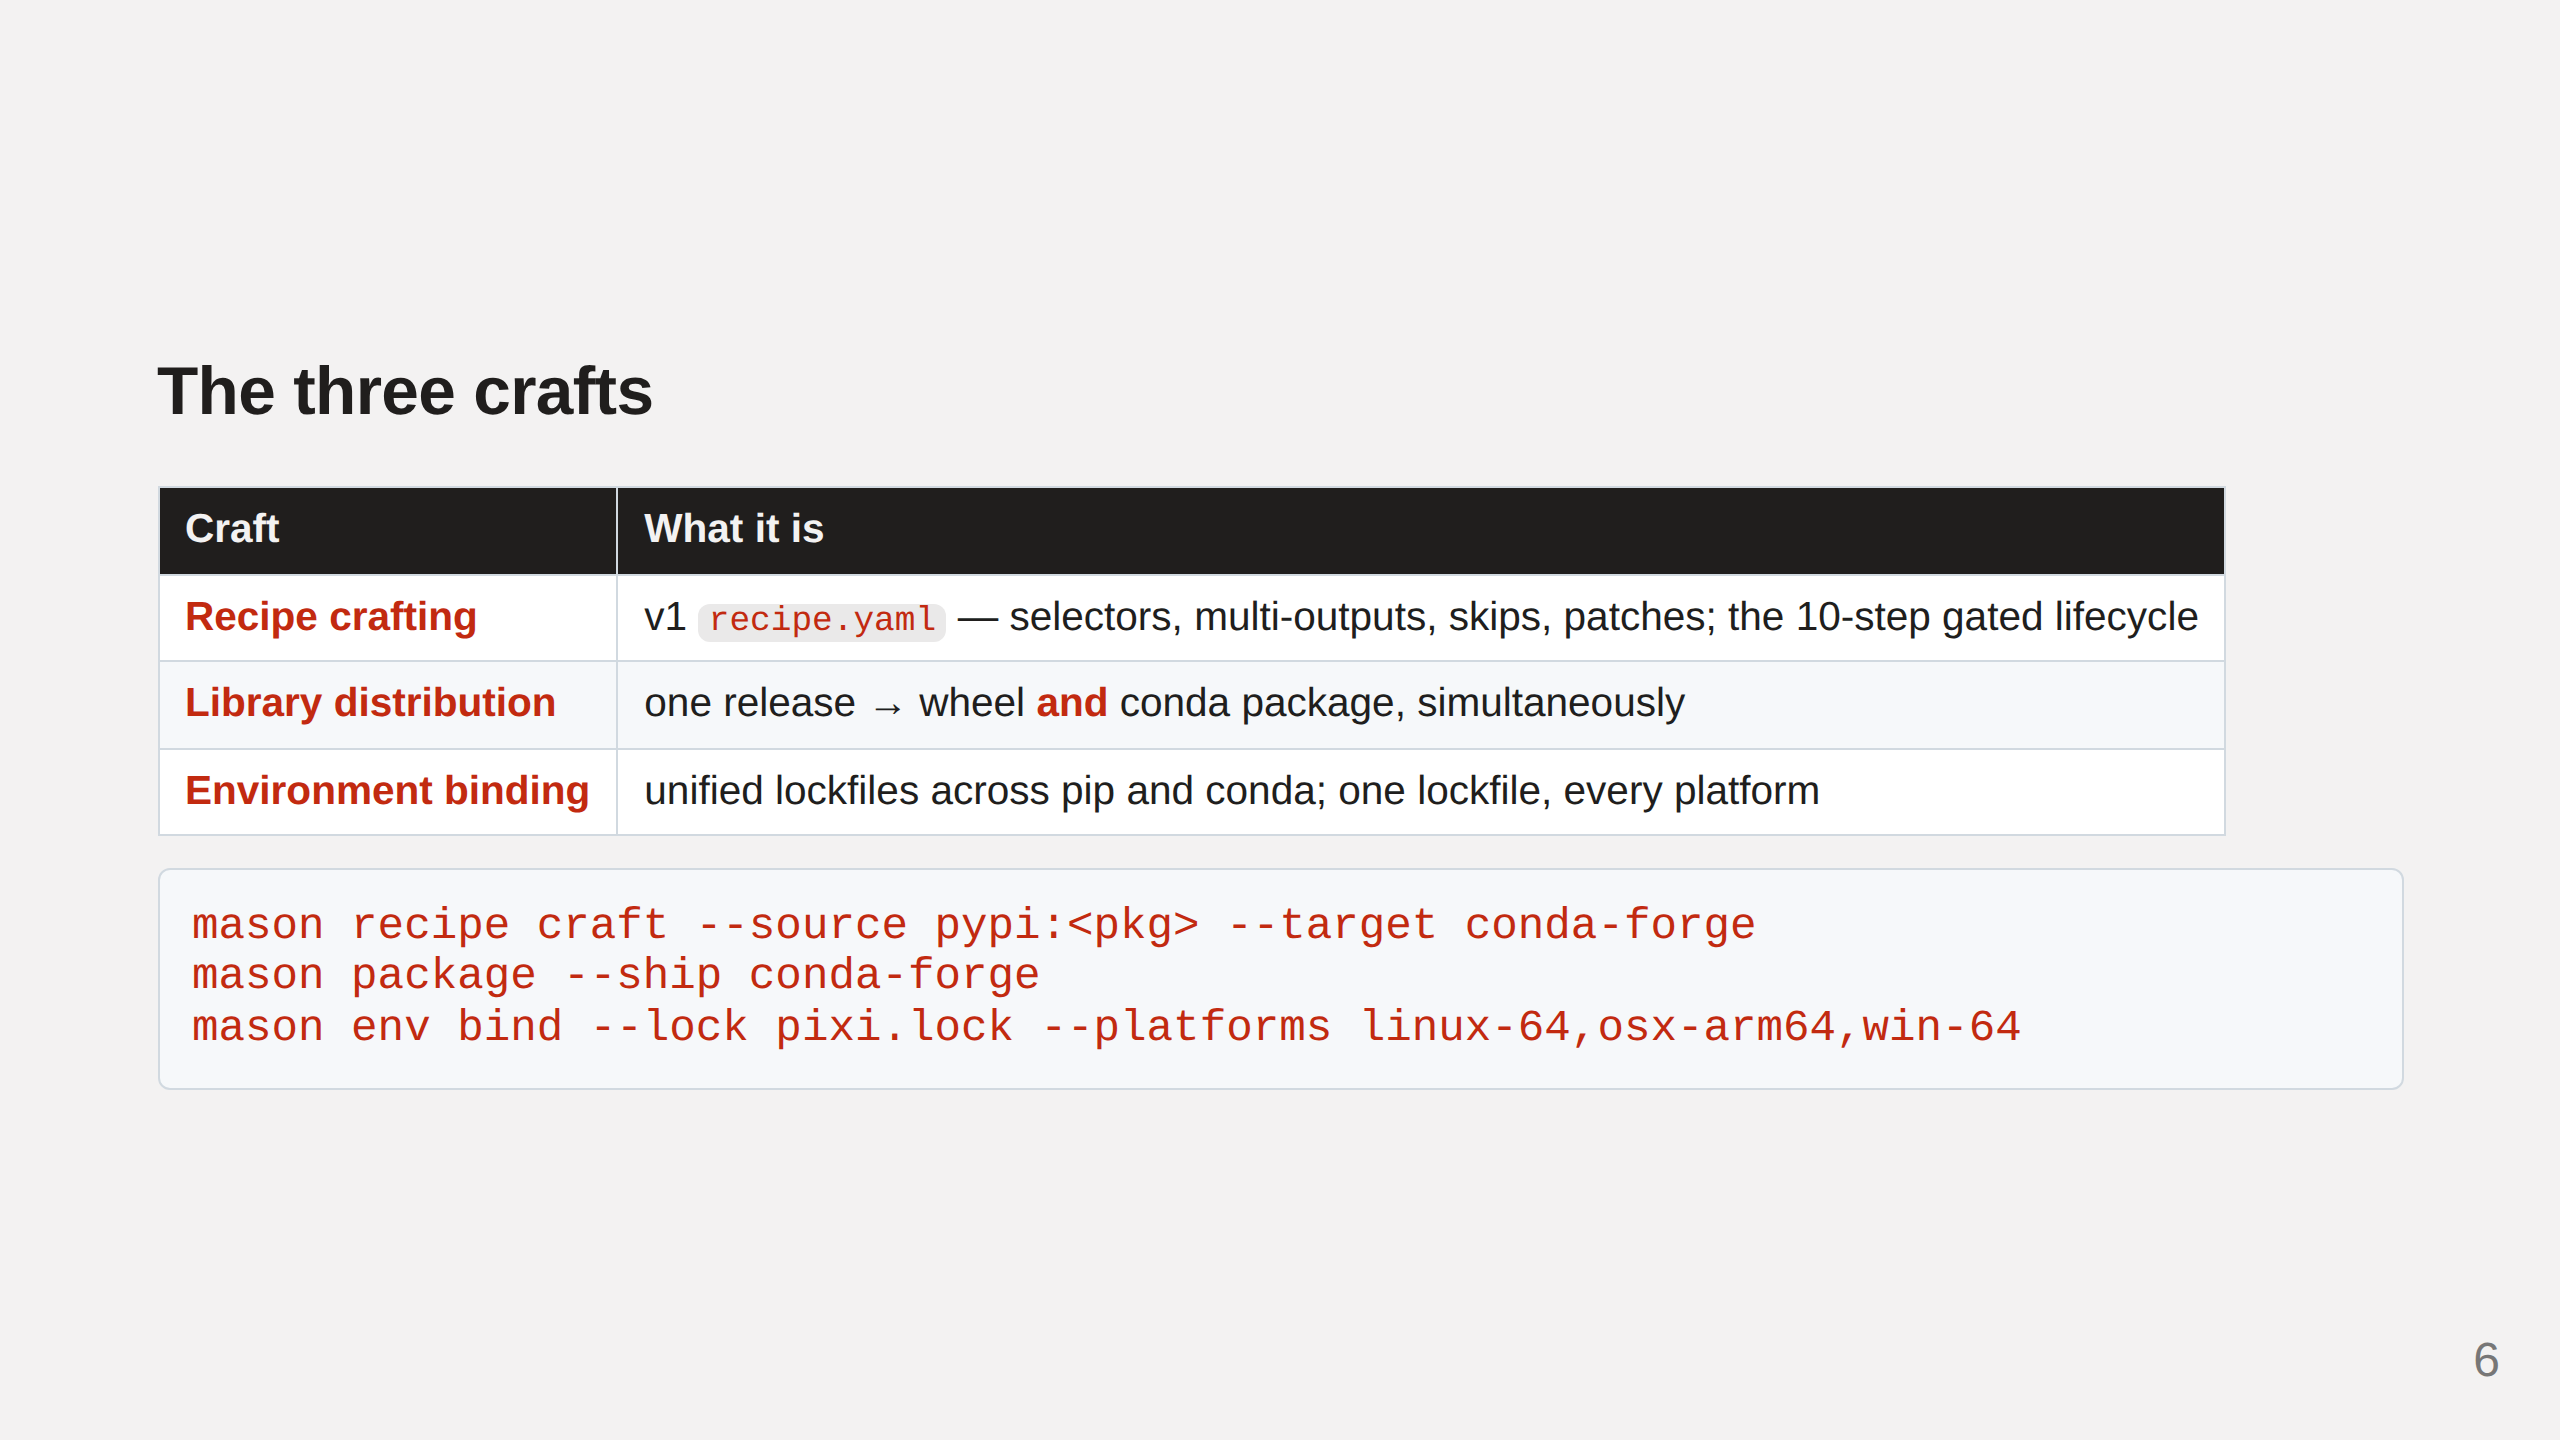 The three crafts
Craft What it is
Recipe crafting v1 recipe.yaml — selectors, multi-outputs, skips, patches; the 10-step gated lifecycle
Library distribution one release → wheel and conda package, simultaneously
Environment binding unified lockfiles across pip and conda; one lockfile, every platform
mason recipe craft --source pypi:<pkg> --target conda-forge
mason package --ship conda-forge
mason env bind --lock pixi.lock --platforms linux-64,osx-arm64,win-64
6